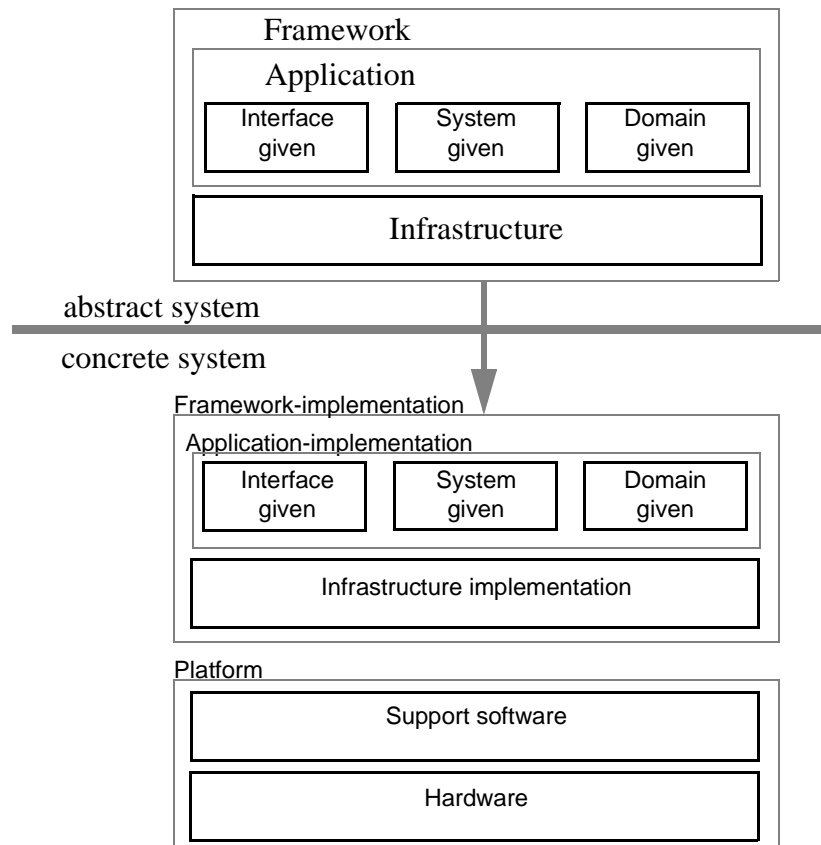 Framework
Application
Interface
given
System
given
Domain
given
Infrastructure
abstract system
concrete system
Framework-implementation
Application-implementation
Interface
given
System
given
Domain
given
Infrastructure implementation
Platform
Support software
Hardware